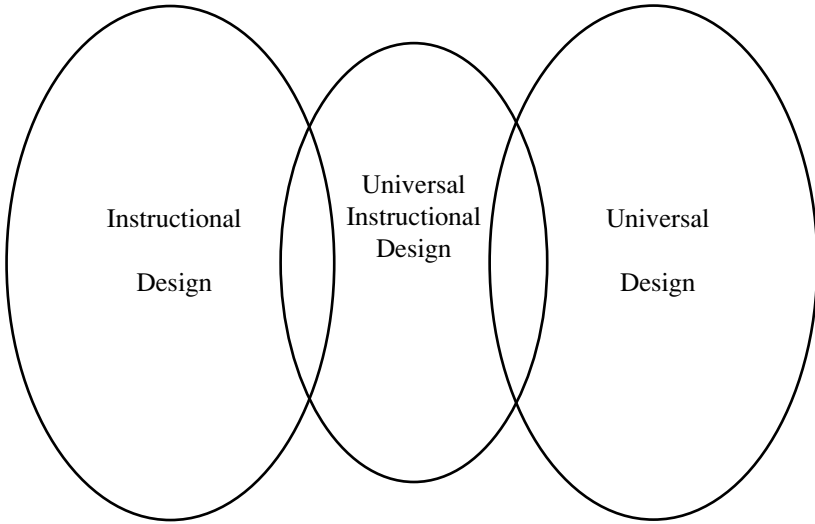 Instructional
Design
Universal
Instructional
Design
Universal
Design